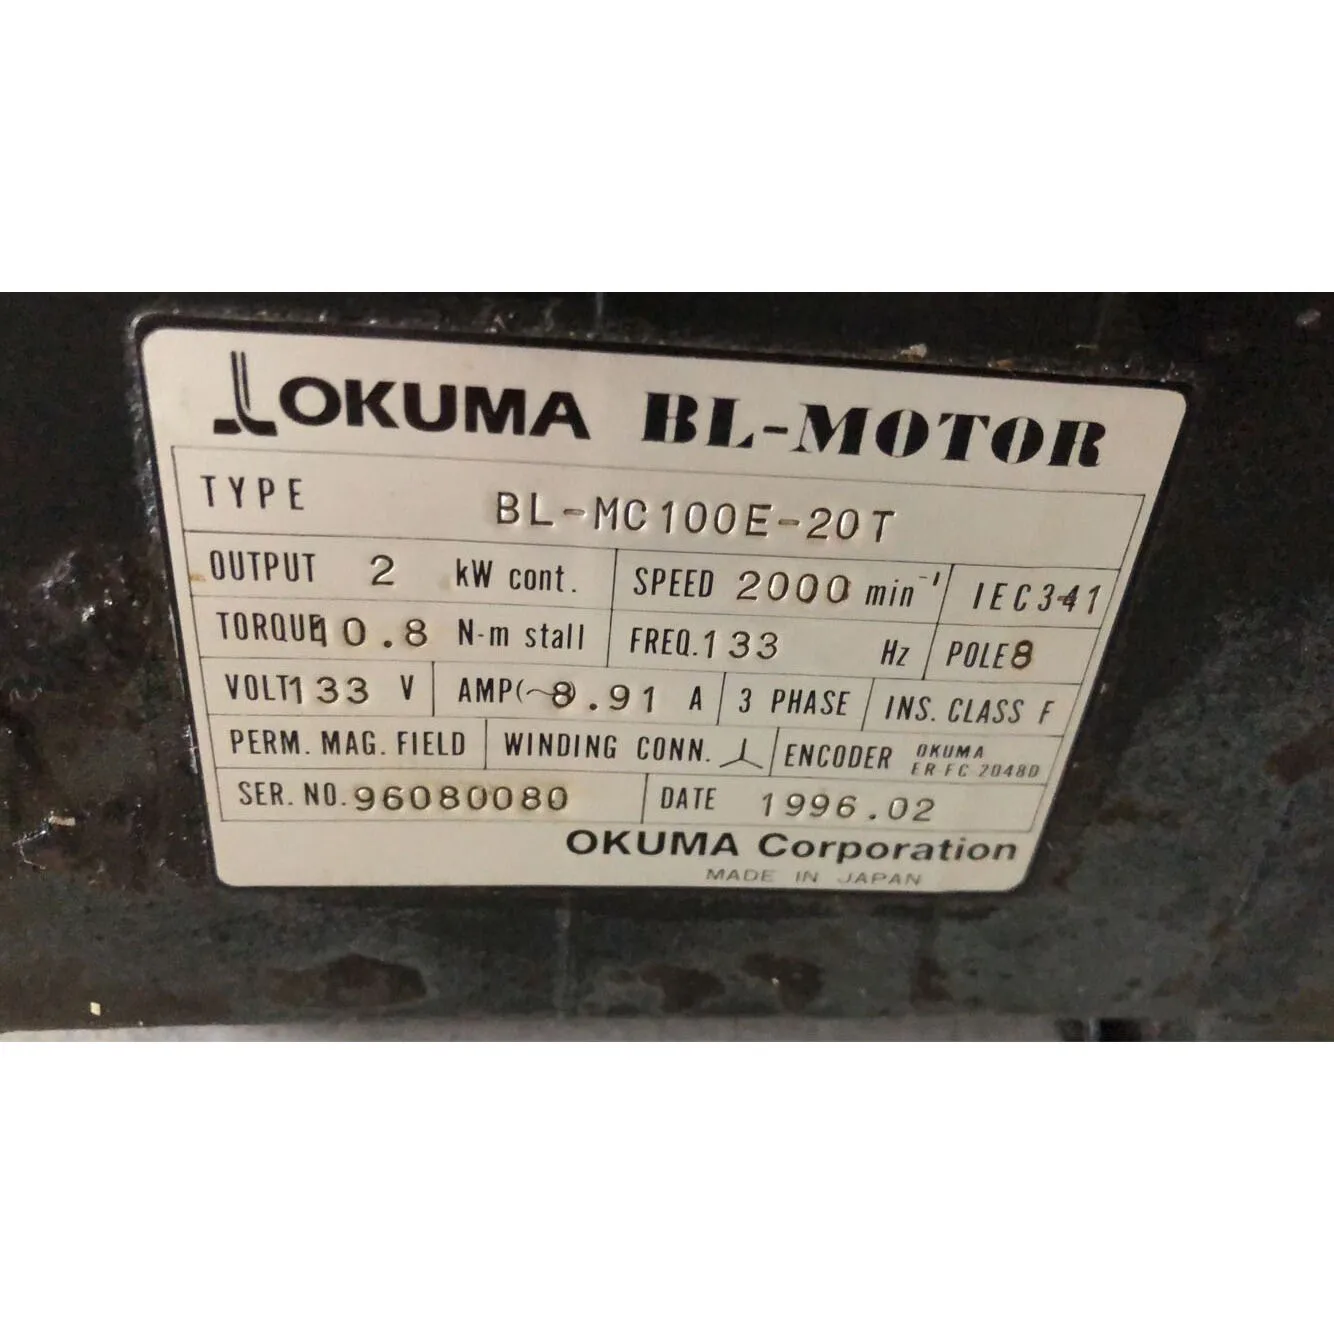 OKUMA BL-MOTOR
TYPE BL-MC100E-20T
OUTPUT 2 kW cont. SPEED 2000 min⁻¹ IEC34-1
TORQUE 10.8 N-m stall FREQ. 133 Hz POLE 8
VOLT 133 V AMP(~) 8.91 A 3 PHASE INS. CLASS F
PERM. MAG. FIELD WINDING CONN. ENCODER OKUMA
ER-FC-2048D
SER. NO. 96080080 DATE 1996.02
OKUMA Corporation
MADE IN JAPAN